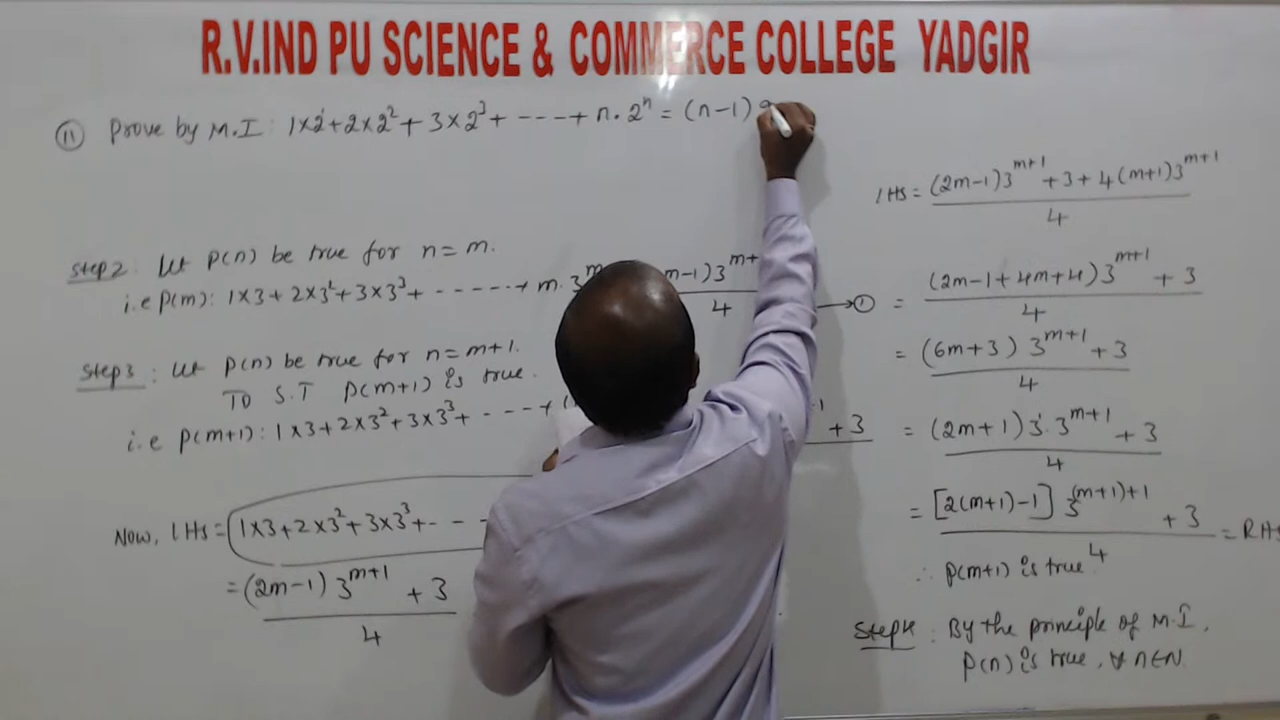 R.V.IND PU SCIENCE & COMMERCE COLLEGE YADGIR
(11) Prove by M.I: 1×2¹+2×2²+3×2³+----+n.2ⁿ=(n-1)
Step2: Let P(n) be true for n=m.
i.e P(m): 1×3+2×3²+3×3³+------+m.3ᵐ
m-1)3^m+
4
→①
Step3: Let P(n) be true for n=m+1.
TO S.T P(m+1) is true.
i.e P(m+1): 1×3+2×3²+3×3³+----+(
+3
Now, LHS=1×3+2×3²+3×3³+---
=(2m-1)3^m+1+3
4
LHS=(2m-1)3^m+1+3+4(m+1)3^m+1
4
=(2m-1+4m+4)3^m+1+3
4
=(6m+3)3^m+1+3
4
=(2m+1)3¹.3^m+1+3
4
=[2(m+1)-1]3^(m+1)+1+3
4
=RHS
∴ P(m+1) is true.
Step4: By the principle of M.I,
P(n) is true, ∀ n∈N